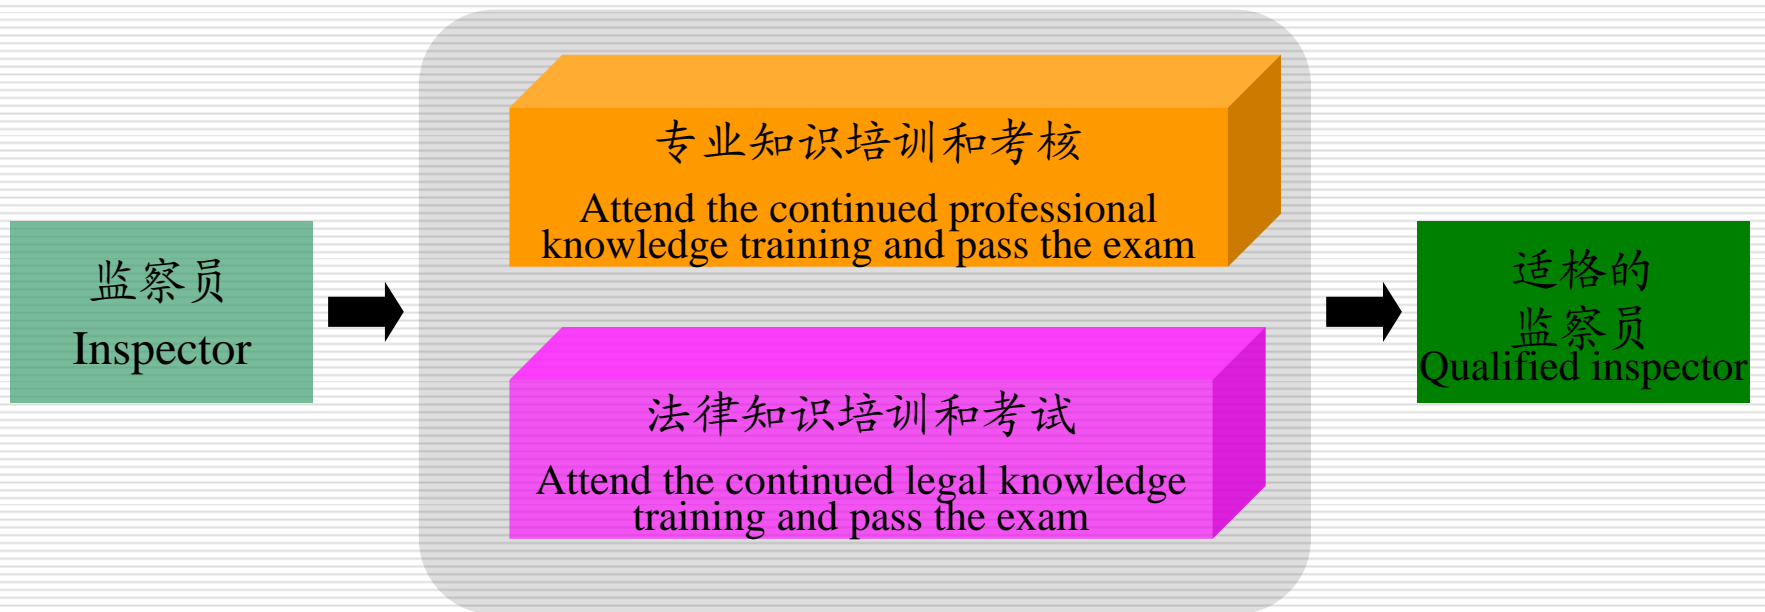 监察员
Inspector
专业知识培训和考核
Attend the continued professional
knowledge training and pass the exam
法律知识培训和考试
Attend the continued legal knowledge
training and pass the exam
适格的
监察员
Qualified inspector